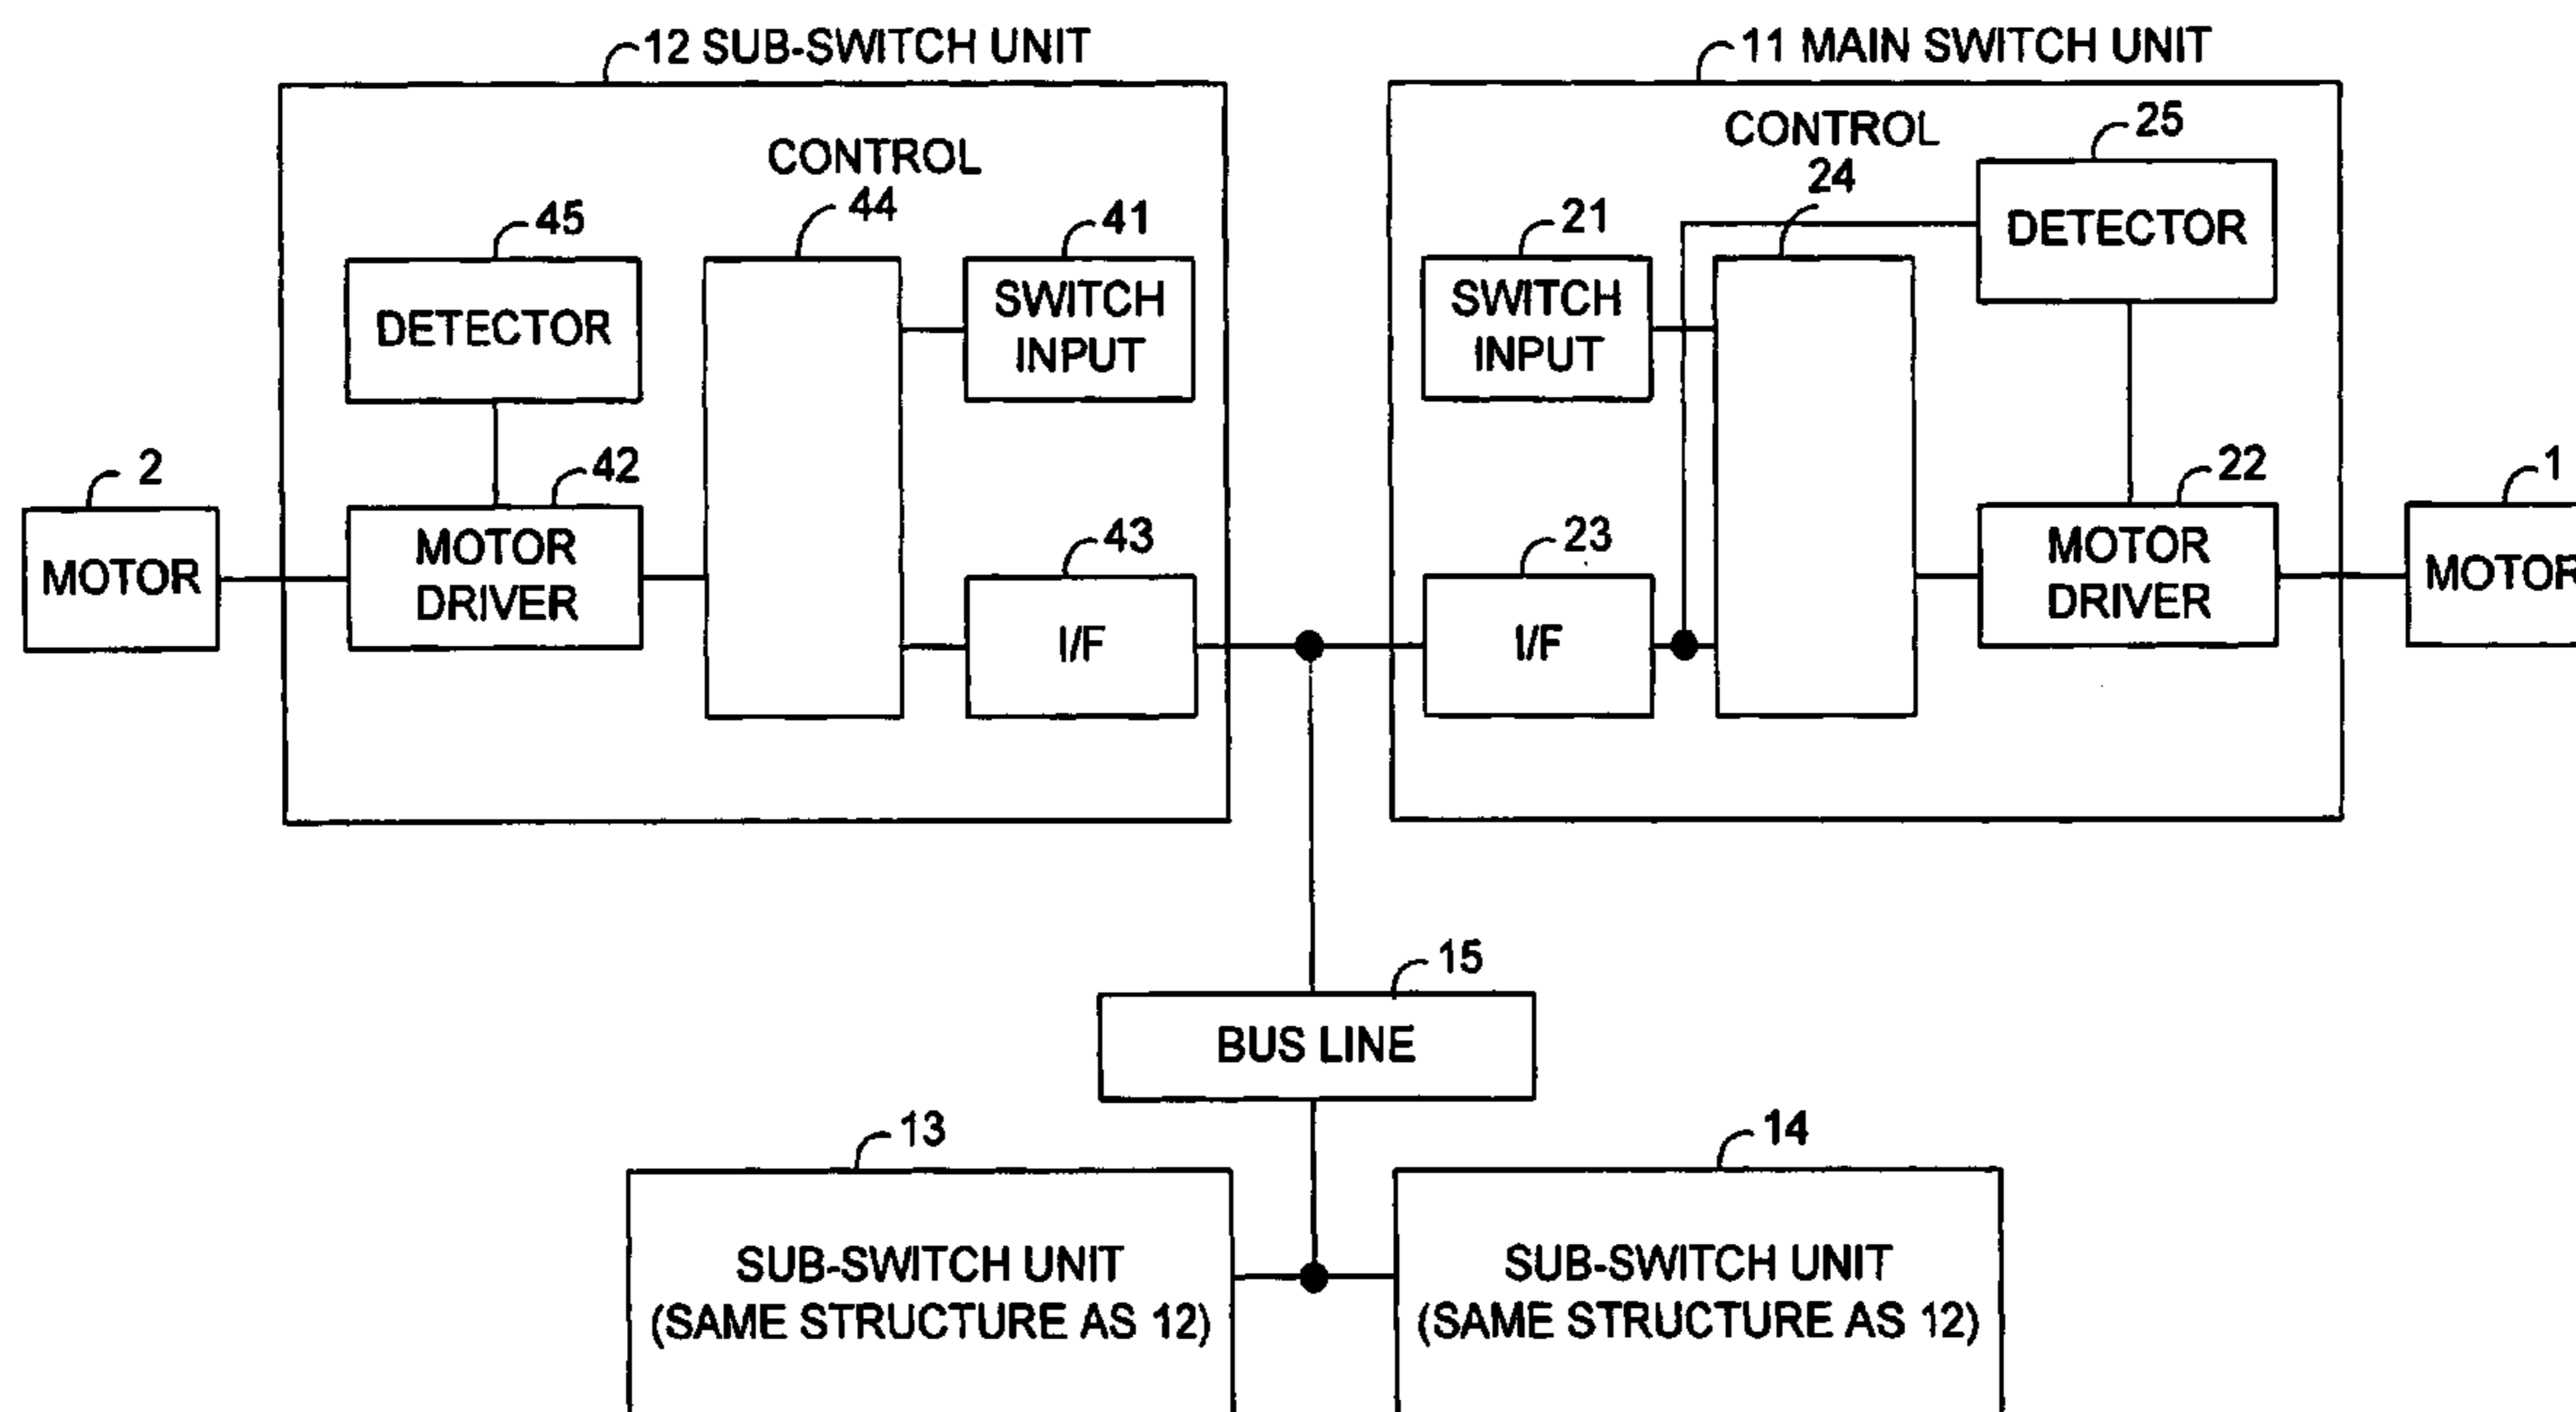 12 SUB-SWITCH UNIT
11 MAIN SWITCH UNIT
CONTROL
44
45
DETECTOR
41
SWITCH
INPUT
2
MOTOR
42
MOTOR
DRIVER
43
I/F
CONTROL
24
25
DETECTOR
21
SWITCH
INPUT
23
I/F
22
MOTOR
DRIVER
1
MOTOR
15
BUS LINE
13
SUB-SWITCH UNIT
(SAME STRUCTURE AS 12)
14
SUB-SWITCH UNIT
(SAME STRUCTURE AS 12)